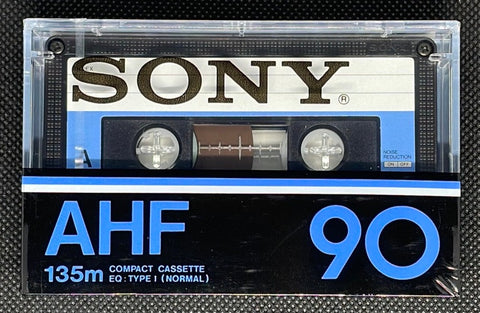 SONY®
A
NOISE
REDUCTION
ON OFF
AHF 90
135m COMPACT CASSETTE
EQ: TYPE I (NORMAL)